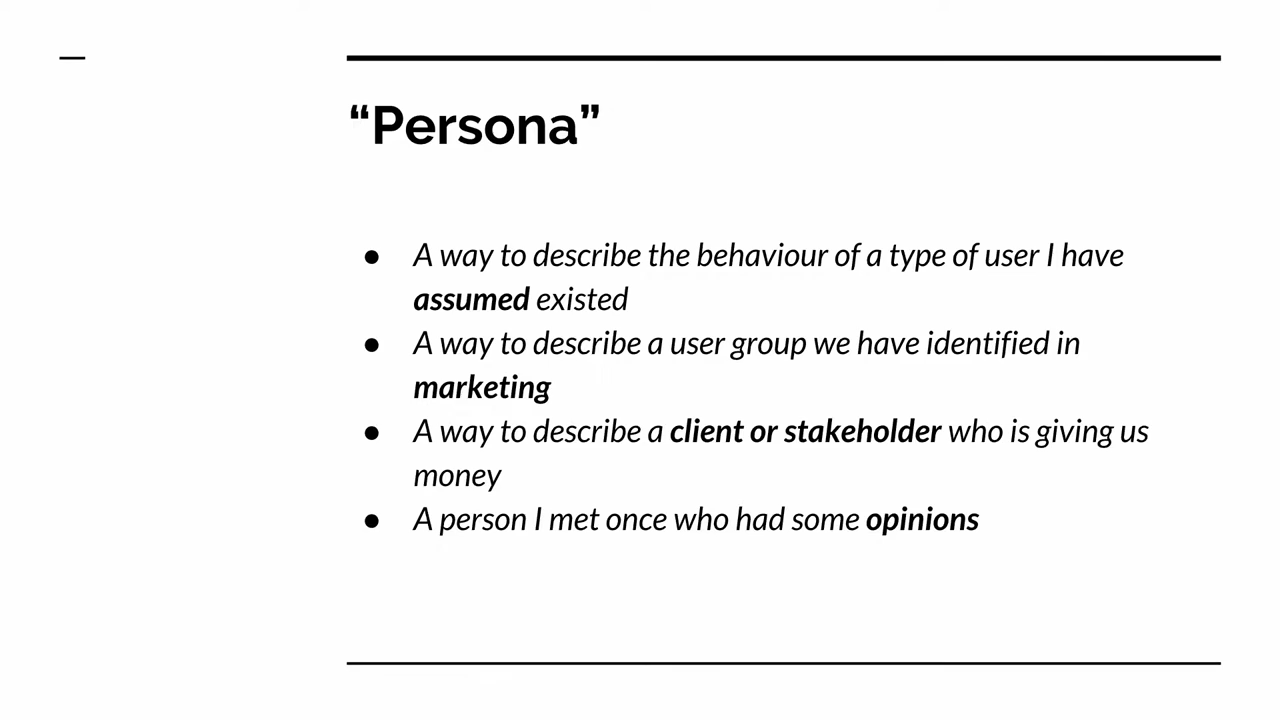 “Persona”
● A way to describe the behaviour of a type of user I have
assumed existed
● A way to describe a user group we have identified in
marketing
● A way to describe a client or stakeholder who is giving us
money
● A person I met once who had some opinions